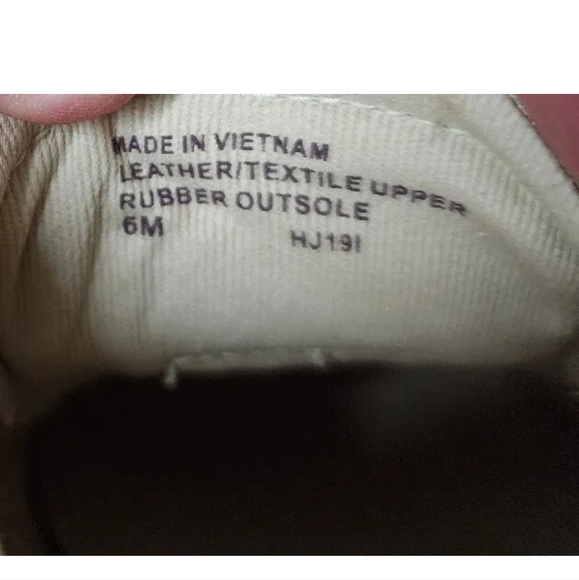 MADE IN VIETNAM
LEATHER/TEXTILE UPPER
RUBBER OUTSOLE
6M HJ19I